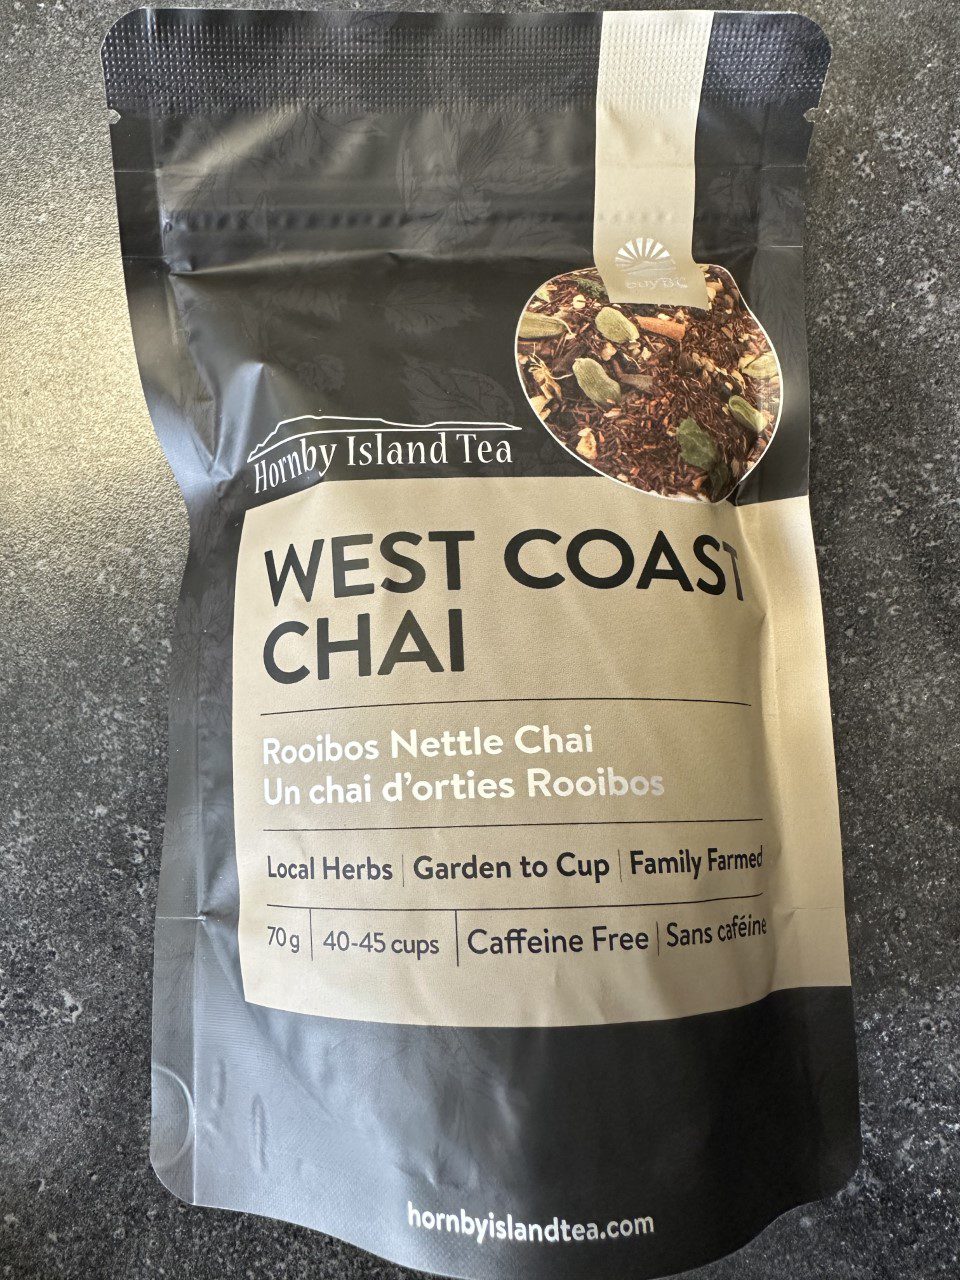 buyBC
Hornby Island Tea
WEST COAST
CHAI
Rooibos Nettle Chai
Un chai d'orties Rooibos
Local Herbs | Garden to Cup | Family Farmed
70 g | 40-45 cups | Caffeine Free | Sans caféine
hornbyislandtea.com